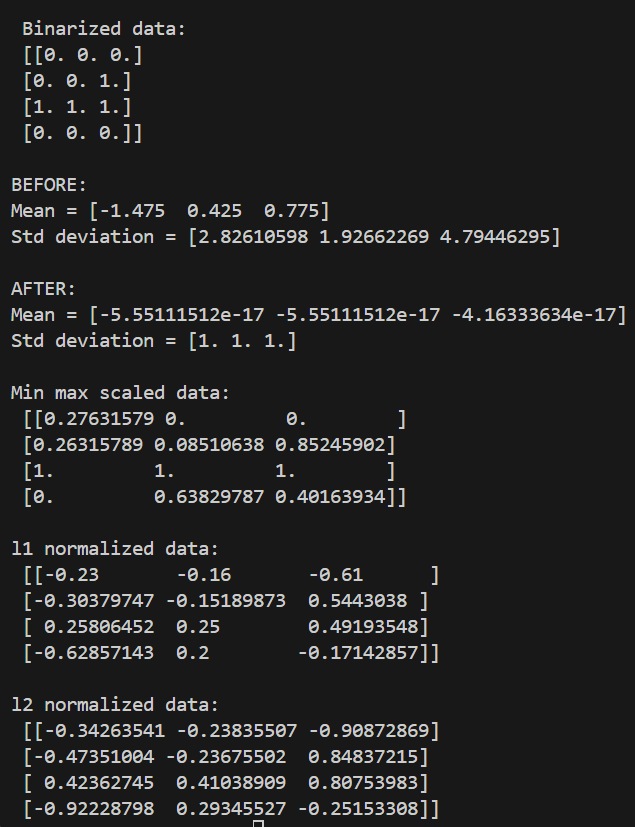 Binarized data:
[[0. 0. 0.]
[0. 0. 1.]
[1. 1. 1.]
[0. 0. 0.]]
BEFORE:
Mean = [-1.475  0.425  0.775]
Std deviation = [2.82610598 1.92662269 4.79446295]
AFTER:
Mean = [-5.55111512e-17 -5.55111512e-17 -4.16333634e-17]
Std deviation = [1. 1. 1.]
Min max scaled data:
[[0.27631579 0.         0.        ]
[0.26315789 0.08510638 0.85245902]
[1.         1.         1.        ]
[0.         0.63829787 0.40163934]]
l1 normalized data:
[[-0.23       -0.16       -0.61      ]
[-0.30379747 -0.15189873  0.5443038 ]
[ 0.25806452  0.25        0.49193548]
[-0.62857143  0.2        -0.17142857]]
l2 normalized data:
[[-0.34263541 -0.23835507 -0.90872869]
[-0.47351004 -0.23675502  0.84837215]
[ 0.42362745  0.41038909  0.80753983]
[-0.92228798  0.29345527 -0.25153308]]